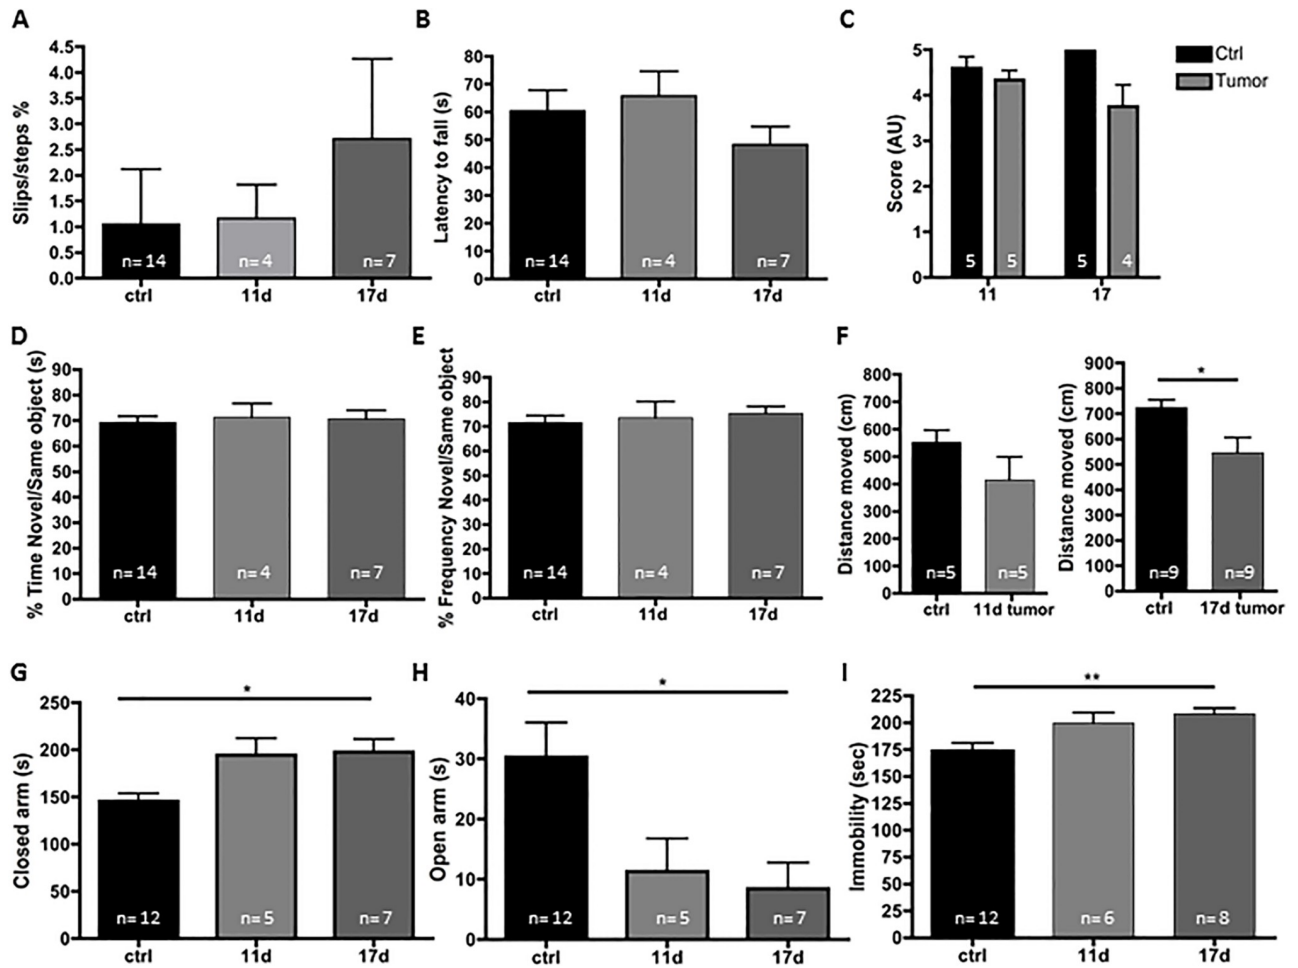 A
Slips/steps %
4.5
4.0
3.5
3.0
2.5
2.0
1.5
1.0
0.5
0.0
n= 14
n= 4
n= 7
ctrl
11d
17d
B
Latency to fall (s)
80
70
60
50
40
30
20
10
0
n= 14
n= 4
n= 7
ctrl
11d
17d
C
Score (AU)
5
4
3
2
1
0
5
5
5
4
11
17
Ctrl
Tumor
D
% Time Novel/Same object (s)
90
80
70
60
50
40
30
20
10
0
n= 14
n= 4
n= 7
ctrl
11d
17d
E
% Frequency Novel/Same object
90
80
70
60
50
40
30
20
10
0
n= 14
n= 4
n= 7
ctrl
11d
17d
F
Distance moved (cm)
800
700
600
500
400
300
200
100
0
n=5
n=5
ctrl
11d tumor
Distance moved (cm)
900
800
700
600
500
400
300
200
100
0
*
n=9
n=9
ctrl
17d tumor
G
Closed arm (s)
250
200
150
100
50
0
*
n= 12
n= 5
n= 7
ctrl
11d
17d
H
Open arm (s)
40
30
20
10
0
*
n= 12
n= 5
n= 7
ctrl
11d
17d
I
Immobility (sec)
225
200
175
150
125
100
75
50
25
0
**
n= 12
n= 6
n= 8
ctrl
11d
17d